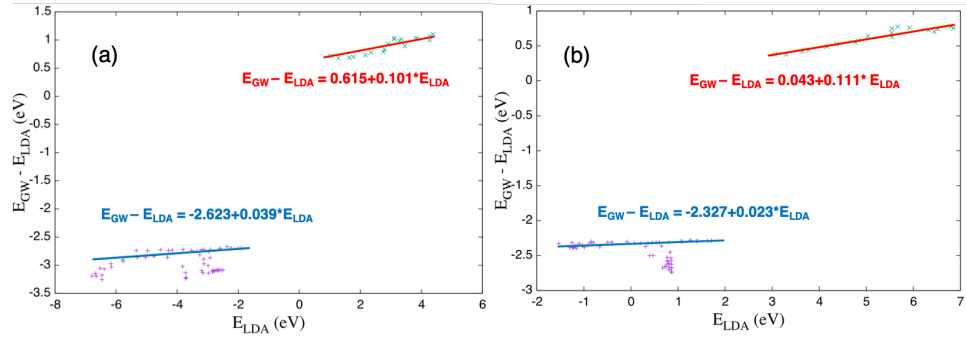 1.5
1
0.5
0
-0.5
-1
-1.5
-2
-2.5
-3
-3.5
E_GW - E_LDA (eV)
(a)
E_GW – E_LDA = 0.615+0.101*E_LDA
E_GW – E_LDA = -2.623+0.039*E_LDA
-8 -6 -4 -2 0 2 4 6
E_LDA (eV)
1
0.5
0
-0.5
-1
-1.5
-2
-2.5
-3
E_GW - E_LDA (eV)
(b)
E_GW – E_LDA = 0.043+0.111* E_LDA
E_GW – E_LDA = -2.327+0.023*E_LDA
-2 -1 0 1 2 3 4 5 6 7
E_LDA (eV)